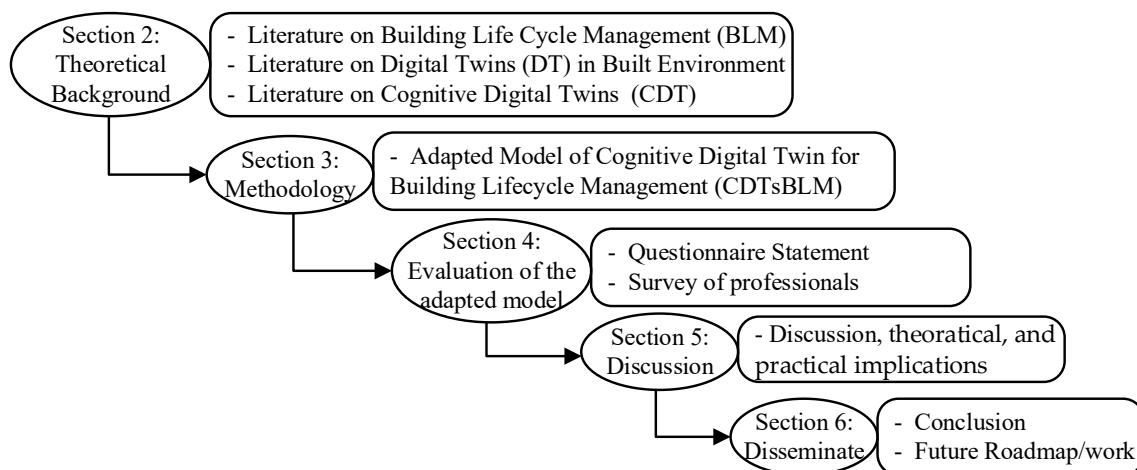 Section 2:
Theoretical
Background
- Literature on Building Life Cycle Management (BLM)
- Literature on Digital Twins (DT) in Built Environment
- Literature on Cognitive Digital Twins (CDT)
Section 3:
Methodology
- Adapted Model of Cognitive Digital Twin for
Building Lifecycle Management (CDTsBLM)
Section 4:
Evaluation of the
adapted model
- Questionnaire Statement
- Survey of professionals
Section 5:
Discussion
- Discussion, theoratical, and
practical implications
Section 6:
Disseminate
- Conclusion
- Future Roadmap/work